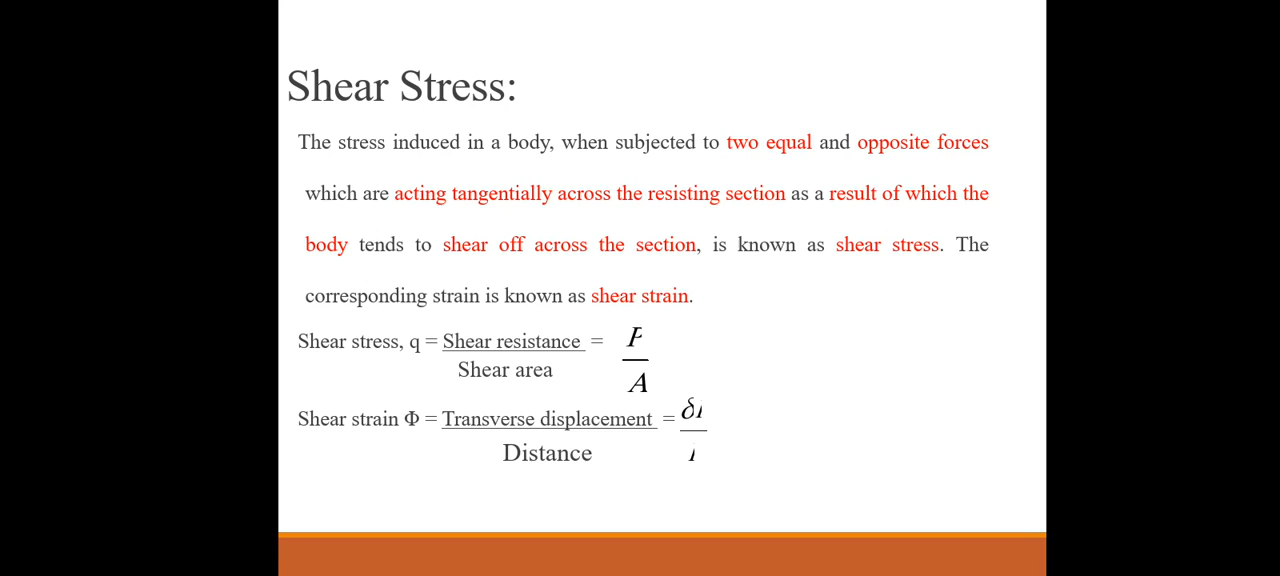 Shear Stress:
The stress induced in a body, when subjected to two equal and opposite forces
which are acting tangentially across the resisting section as a result of which the
body tends to shear off across the section, is known as shear stress. The
corresponding strain is known as shear strain.
Shear stress, q = Shear resistance =
Shear area
A
Shear strain Φ = Transverse displacement =
Distance